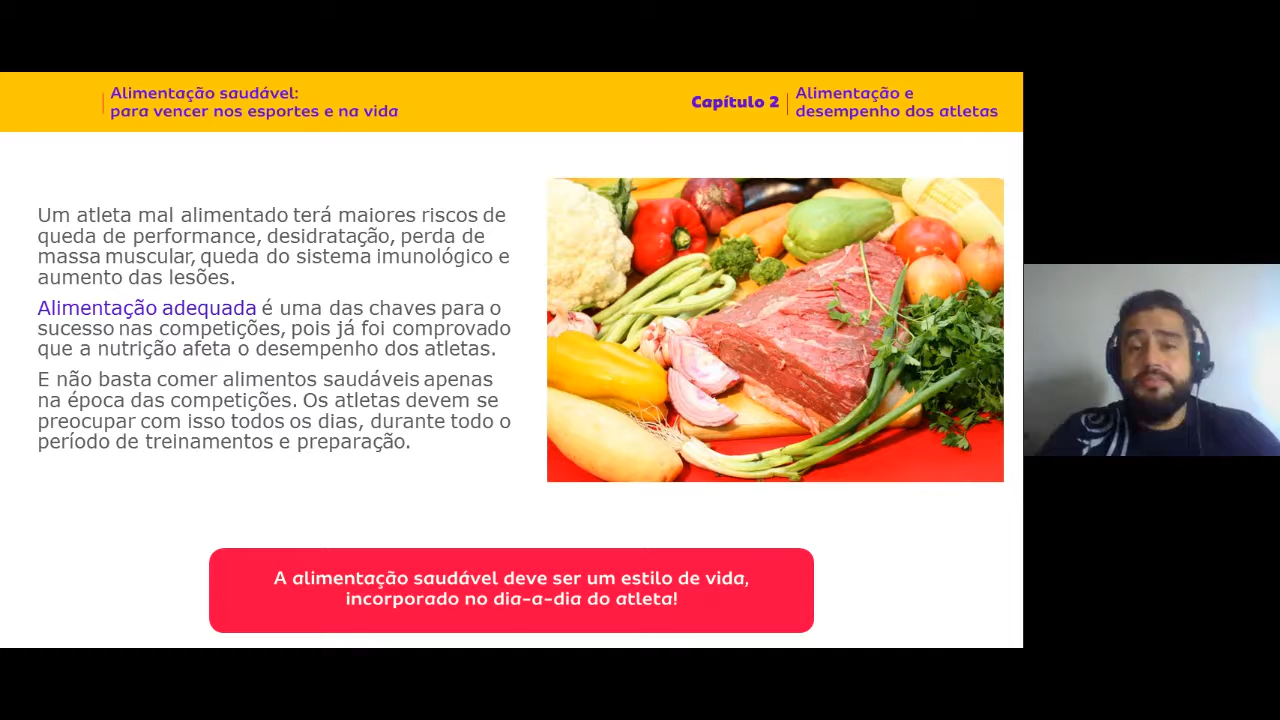 Alimentação saudável:
para vencer nos esportes e na vida
Capítulo 2
Alimentação e
desempenho dos atletas
Um atleta mal alimentado terá maiores riscos de
queda de performance, desidratação, perda de
massa muscular, queda do sistema imunológico e
aumento das lesões.
Alimentação adequada é uma das chaves para o
sucesso nas competições, pois já foi comprovado
que a nutrição afeta o desempenho dos atletas.
E não basta comer alimentos saudáveis apenas
na época das competições. Os atletas devem se
preocupar com isso todos os dias, durante todo o
período de treinamentos e preparação.
A alimentação saudável deve ser um estilo de vida,
incorporado no dia-a-dia do atleta!